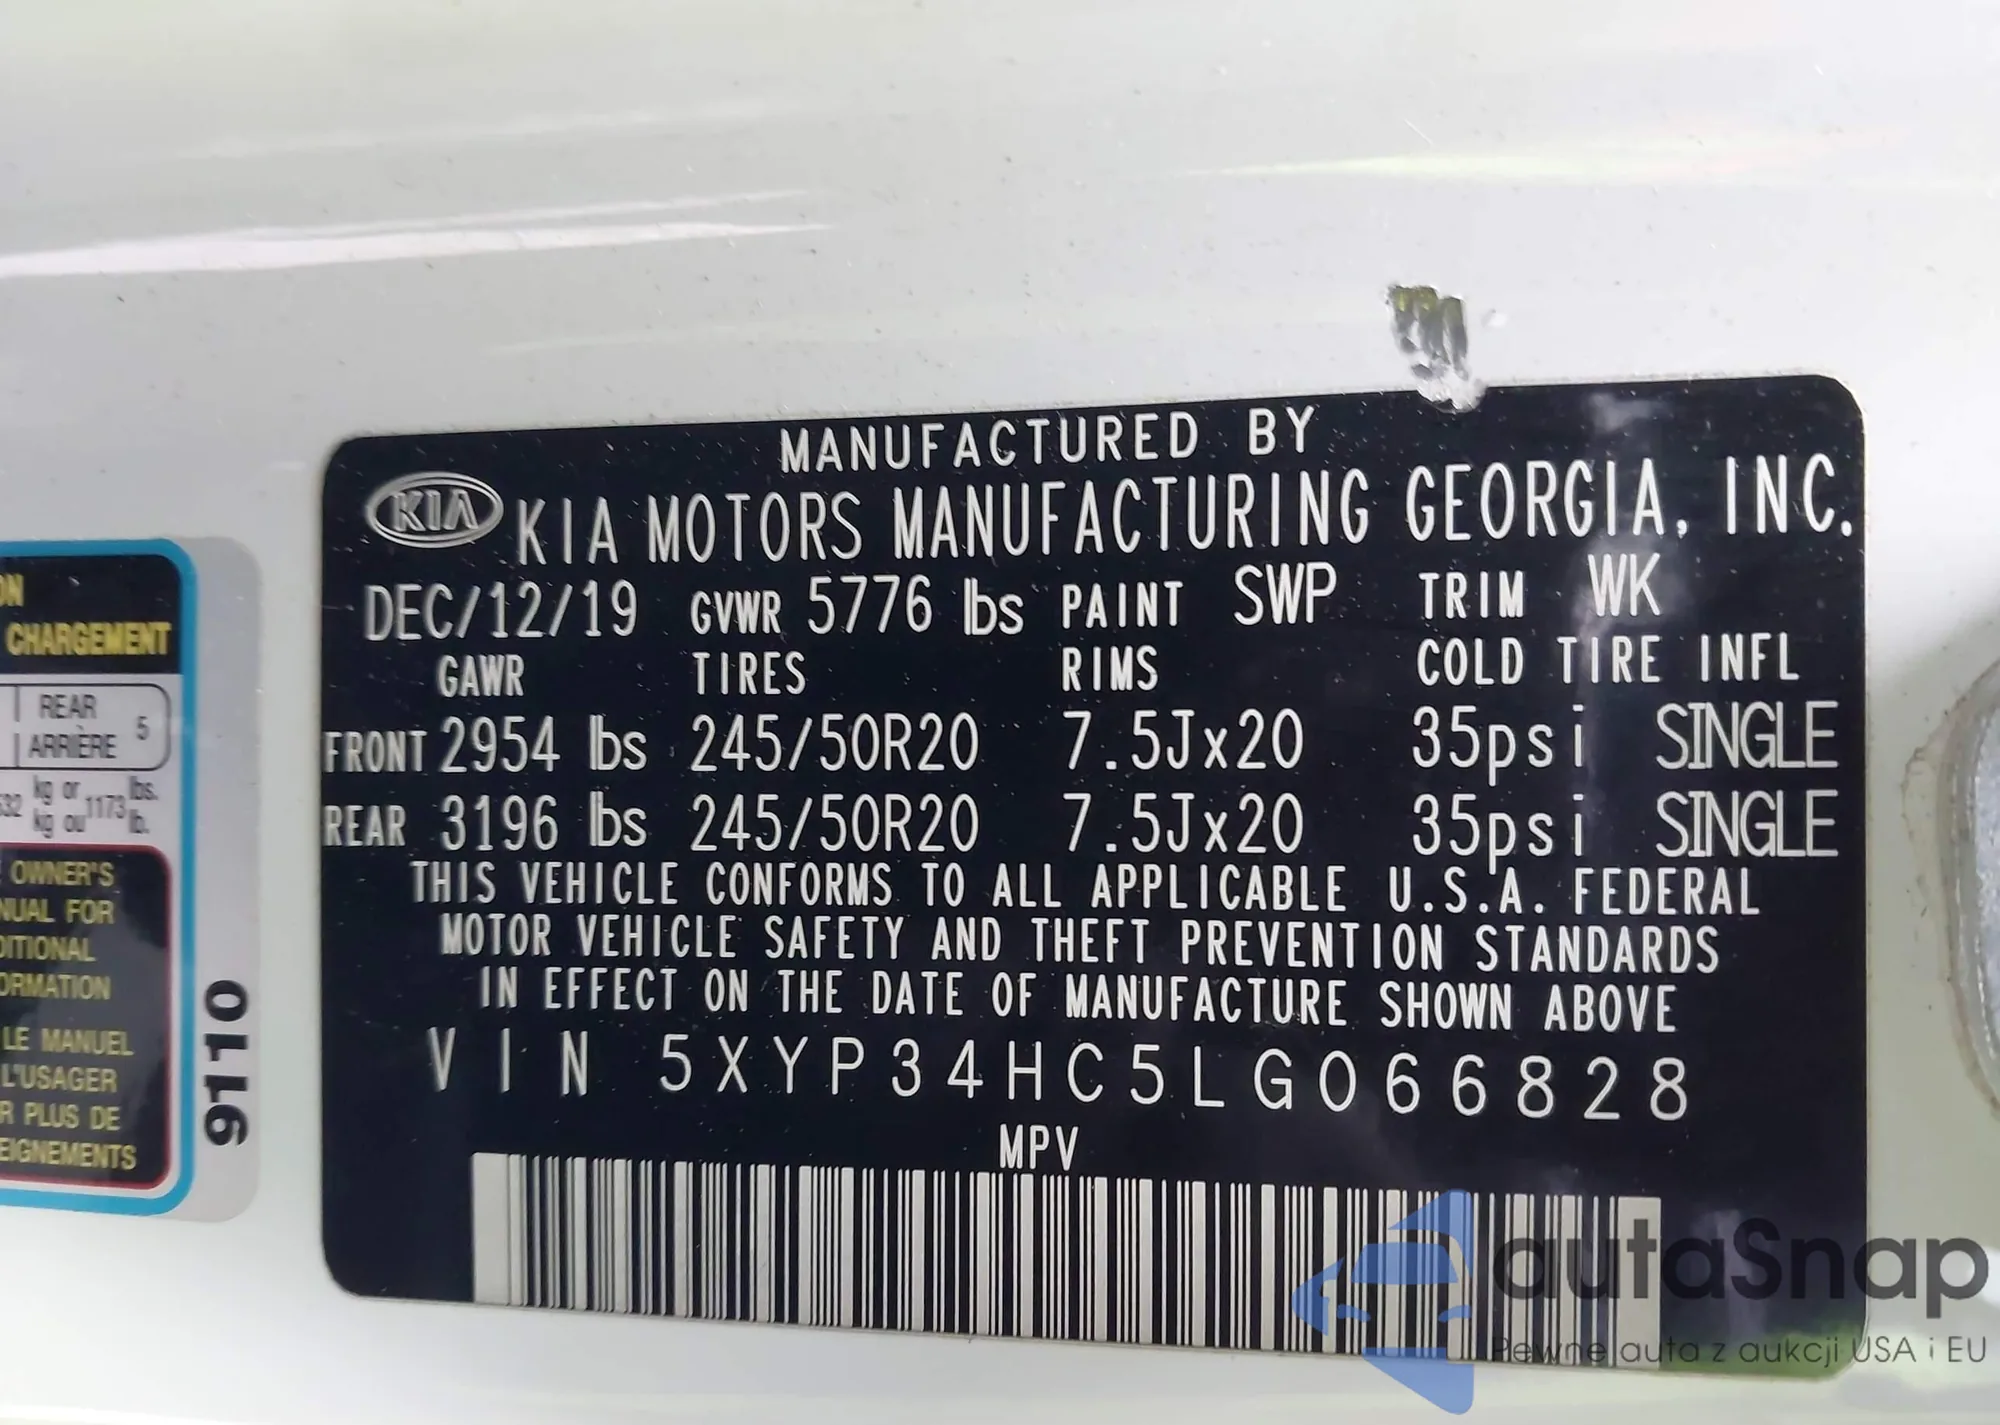 MANUFACTURED BY
KIA KIA MOTORS MANUFACTURING GEORGIA, INC.
DEC/12/19 GVWR 5776 lbs PAINT SWP TRIM WK
GAWR TIRES RIMS COLD TIRE INFL
FRONT 2954 lbs 245/50R20 7.5Jx20 35psi SINGLE
REAR 3196 lbs 245/50R20 7.5Jx20 35psi SINGLE
THIS VEHICLE CONFORMS TO ALL APPLICABLE U.S.A. FEDERAL
MOTOR VEHICLE SAFETY AND THEFT PREVENTION STANDARDS
IN EFFECT ON THE DATE OF MANUFACTURE SHOWN ABOVE
VIN 5XYP34HC5LG066828
MPV
CHARGEMENT
REAR
ARRIÈRE 5
kg or lbs.
1173
kg ou lb.
OWNER'S
FOR
LE MANUEL
L'USAGER
PLUS DE
9110
autaSnap
Pewne auta z aukcji USA i EU